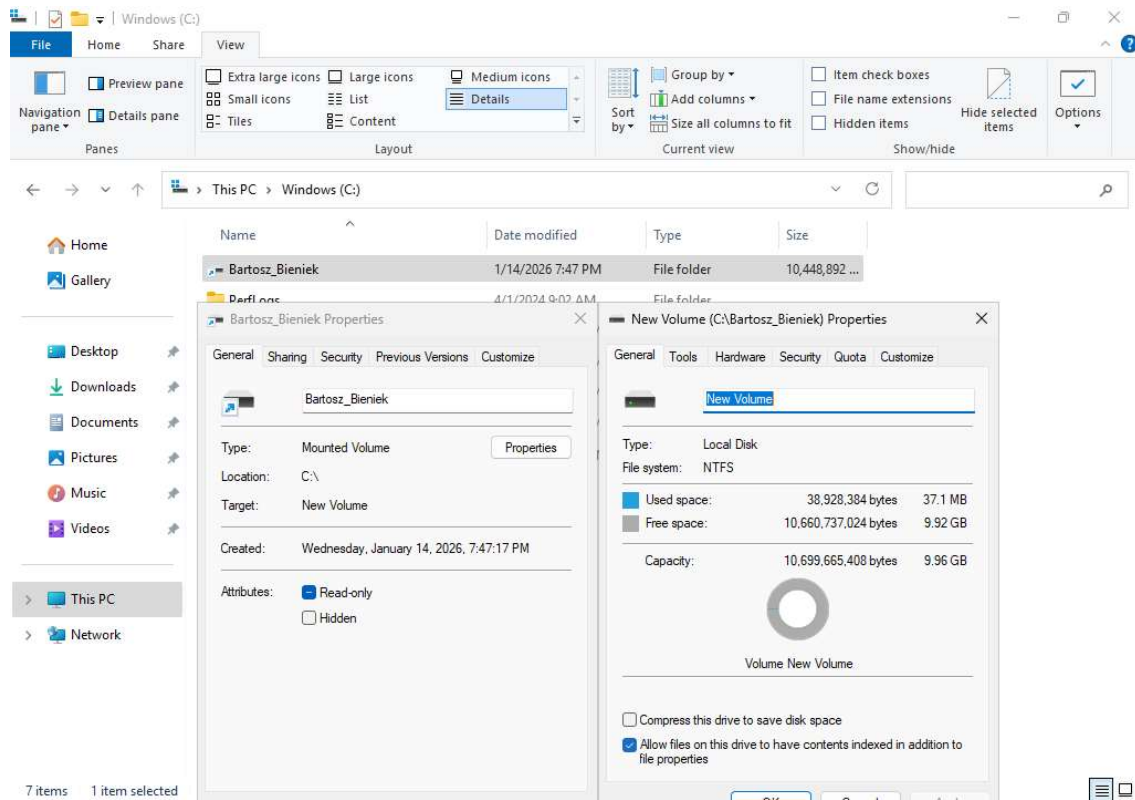 Windows (C:)
File Home Share View
Navigation pane
Preview pane
Details pane
Panes
Extra large icons Large icons Medium icons
Small icons List Details
Tiles Content
Layout
Sort by
Group by
Add columns
Size all columns to fit
Current view
Item check boxes
File name extensions
Hidden items
Hide selected items
Show/hide
Options
This PC > Windows (C:)
Home
Gallery
Desktop
Downloads
Documents
Pictures
Music
Videos
This PC
Network
Name Date modified Type Size
Bartosz_Bieniek 1/14/2026 7:47 PM File folder 10,448,892 ...
PerfLogs 4/1/2024 9:02 AM File folder
Bartosz_Bieniek Properties
General Sharing Security Previous Versions Customize
Bartosz_Bieniek
Type: Mounted Volume Properties
Location: C:\
Target: New Volume
Created: Wednesday, January 14, 2026, 7:47:17 PM
Attributes: Read-only
Hidden
New Volume (C:\Bartosz_Bieniek) Properties
General Tools Hardware Security Quota Customize
New Volume
Type: Local Disk
File system: NTFS
Used space: 38,928,384 bytes 37.1 MB
Free space: 10,660,737,024 bytes 9.92 GB
Capacity: 10,699,665,408 bytes 9.96 GB
Volume New Volume
Compress this drive to save disk space
Allow files on this drive to have contents indexed in addition to
file properties
7 items 1 item selected